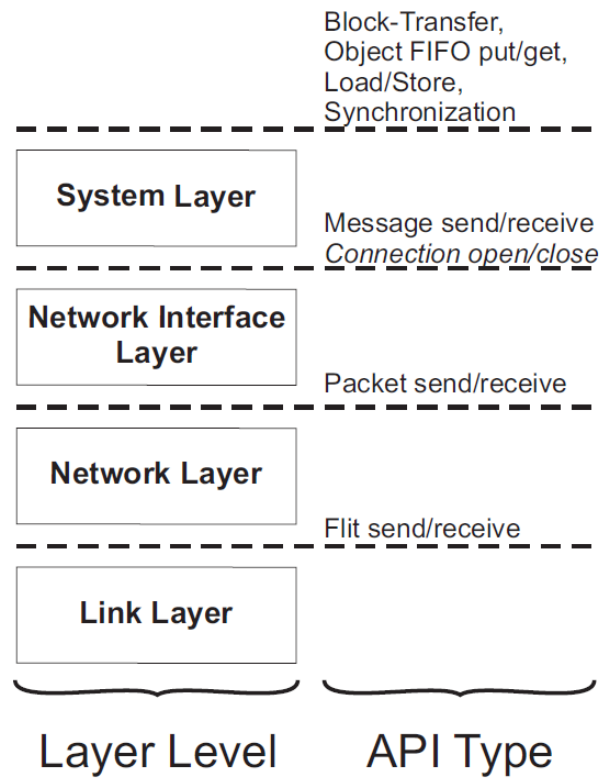 Block-Transfer,
Object FIFO put/get,
Load/Store,
Synchronization
System Layer
Message send/receive
Connection open/close
Network Interface
Layer
Packet send/receive
Network Layer
Flit send/receive
Link Layer
Layer Level
API Type